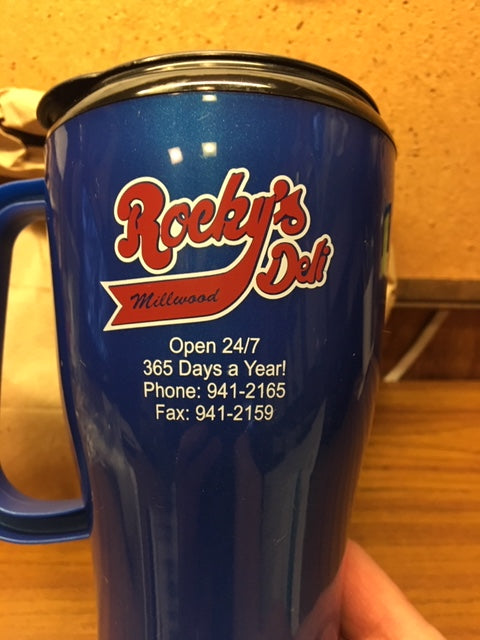 Rocky's
Deli
Millwood
Open 24/7
365 Days a Year!
Phone: 941-2165
Fax: 941-2159